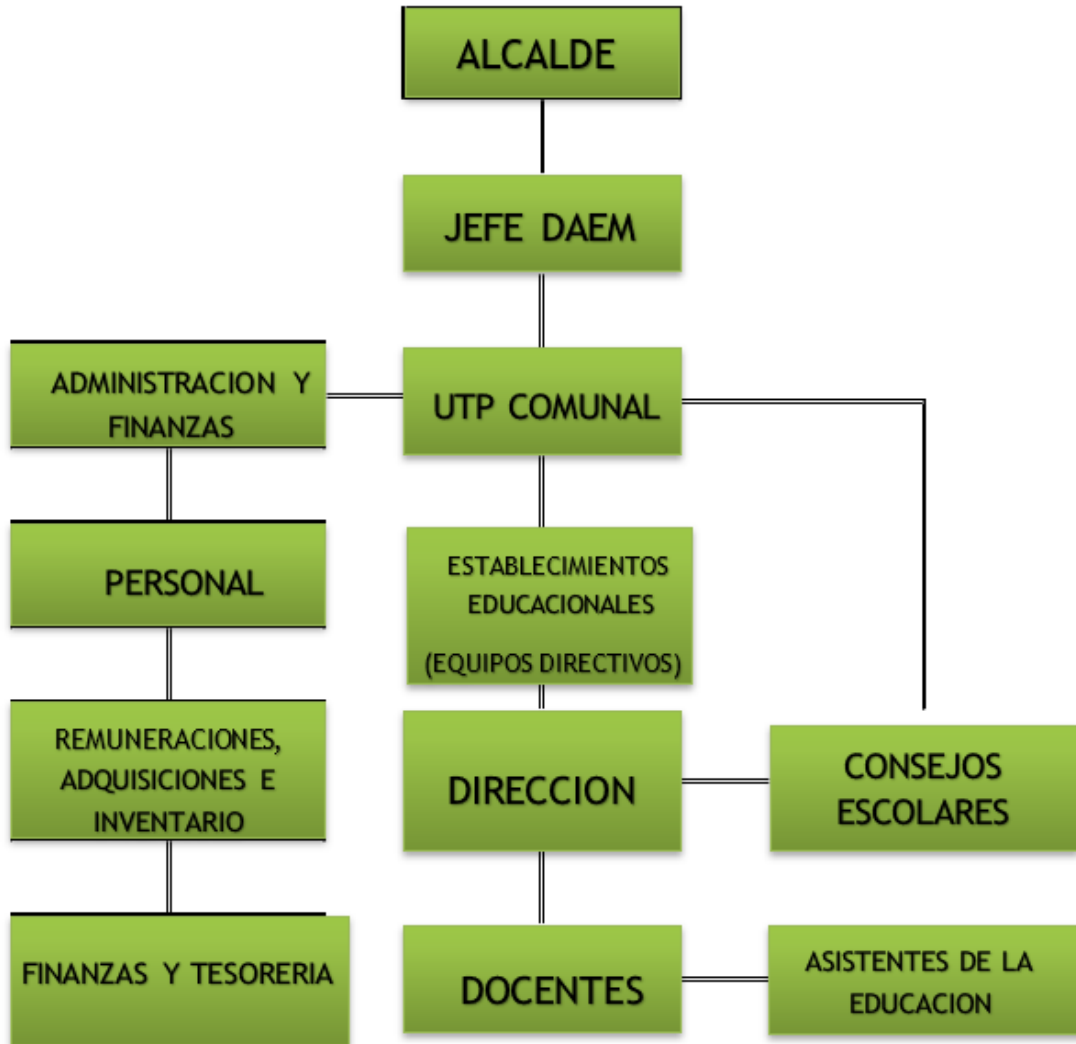 ALCALDE
JEFE DAEM
ADMINISTRACION Y
FINANZAS
UTP COMUNAL
PERSONAL
ESTABLECIMIENTOS
EDUCACIONALES
(EQUIPOS DIRECTIVOS)
REMUNERACIONES,
ADQUISICIONES E
INVENTARIO
DIRECCION
CONSEJOS
ESCOLARES
FINANZAS Y TESORERIA
DOCENTES
ASISTENTES DE LA
EDUCACION